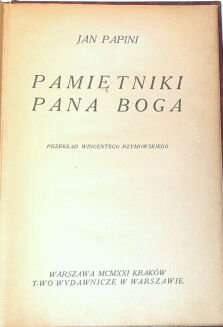 JAN PAPINI
PAMIĘTNIKI
PANA BOGA
PRZEKŁAD WINCENTEGO RZYMOWSKIEGO
WARSZAWA MCMXXI KRAKÓW
T-WO WYDAWNICZE W WARSZAWIE.